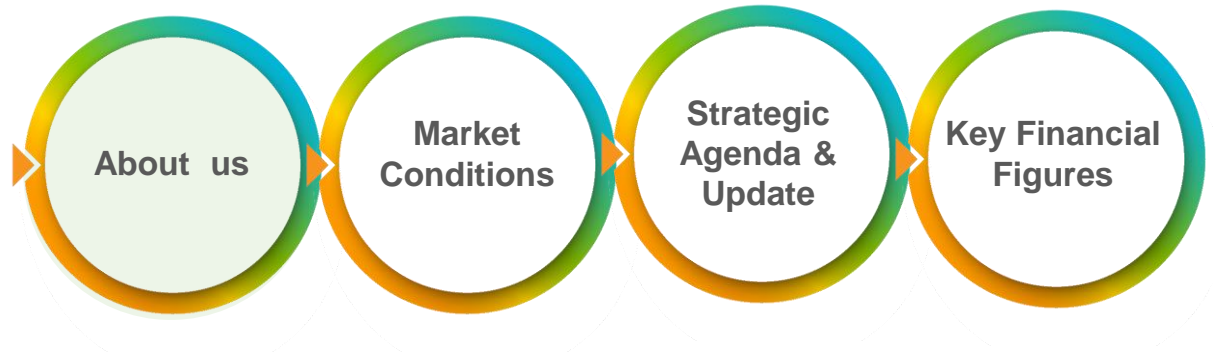 About us
Market
Conditions
Strategic
Agenda &
Update
Key Financial
Figures